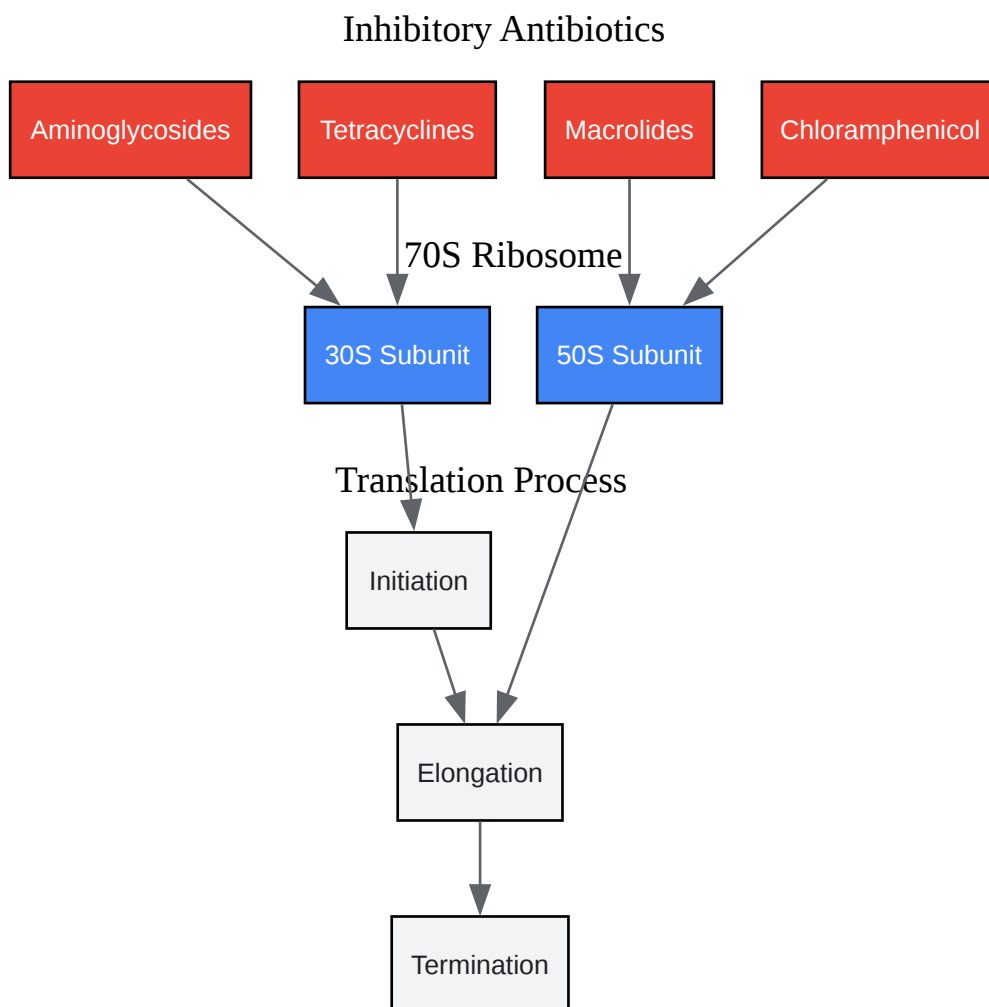 Inhibitory Antibiotics
Aminoglycosides
Tetracyclines
Macrolides
Chloramphenicol
70S Ribosome
30S Subunit
50S Subunit
Translation Process
Initiation
Elongation
Termination